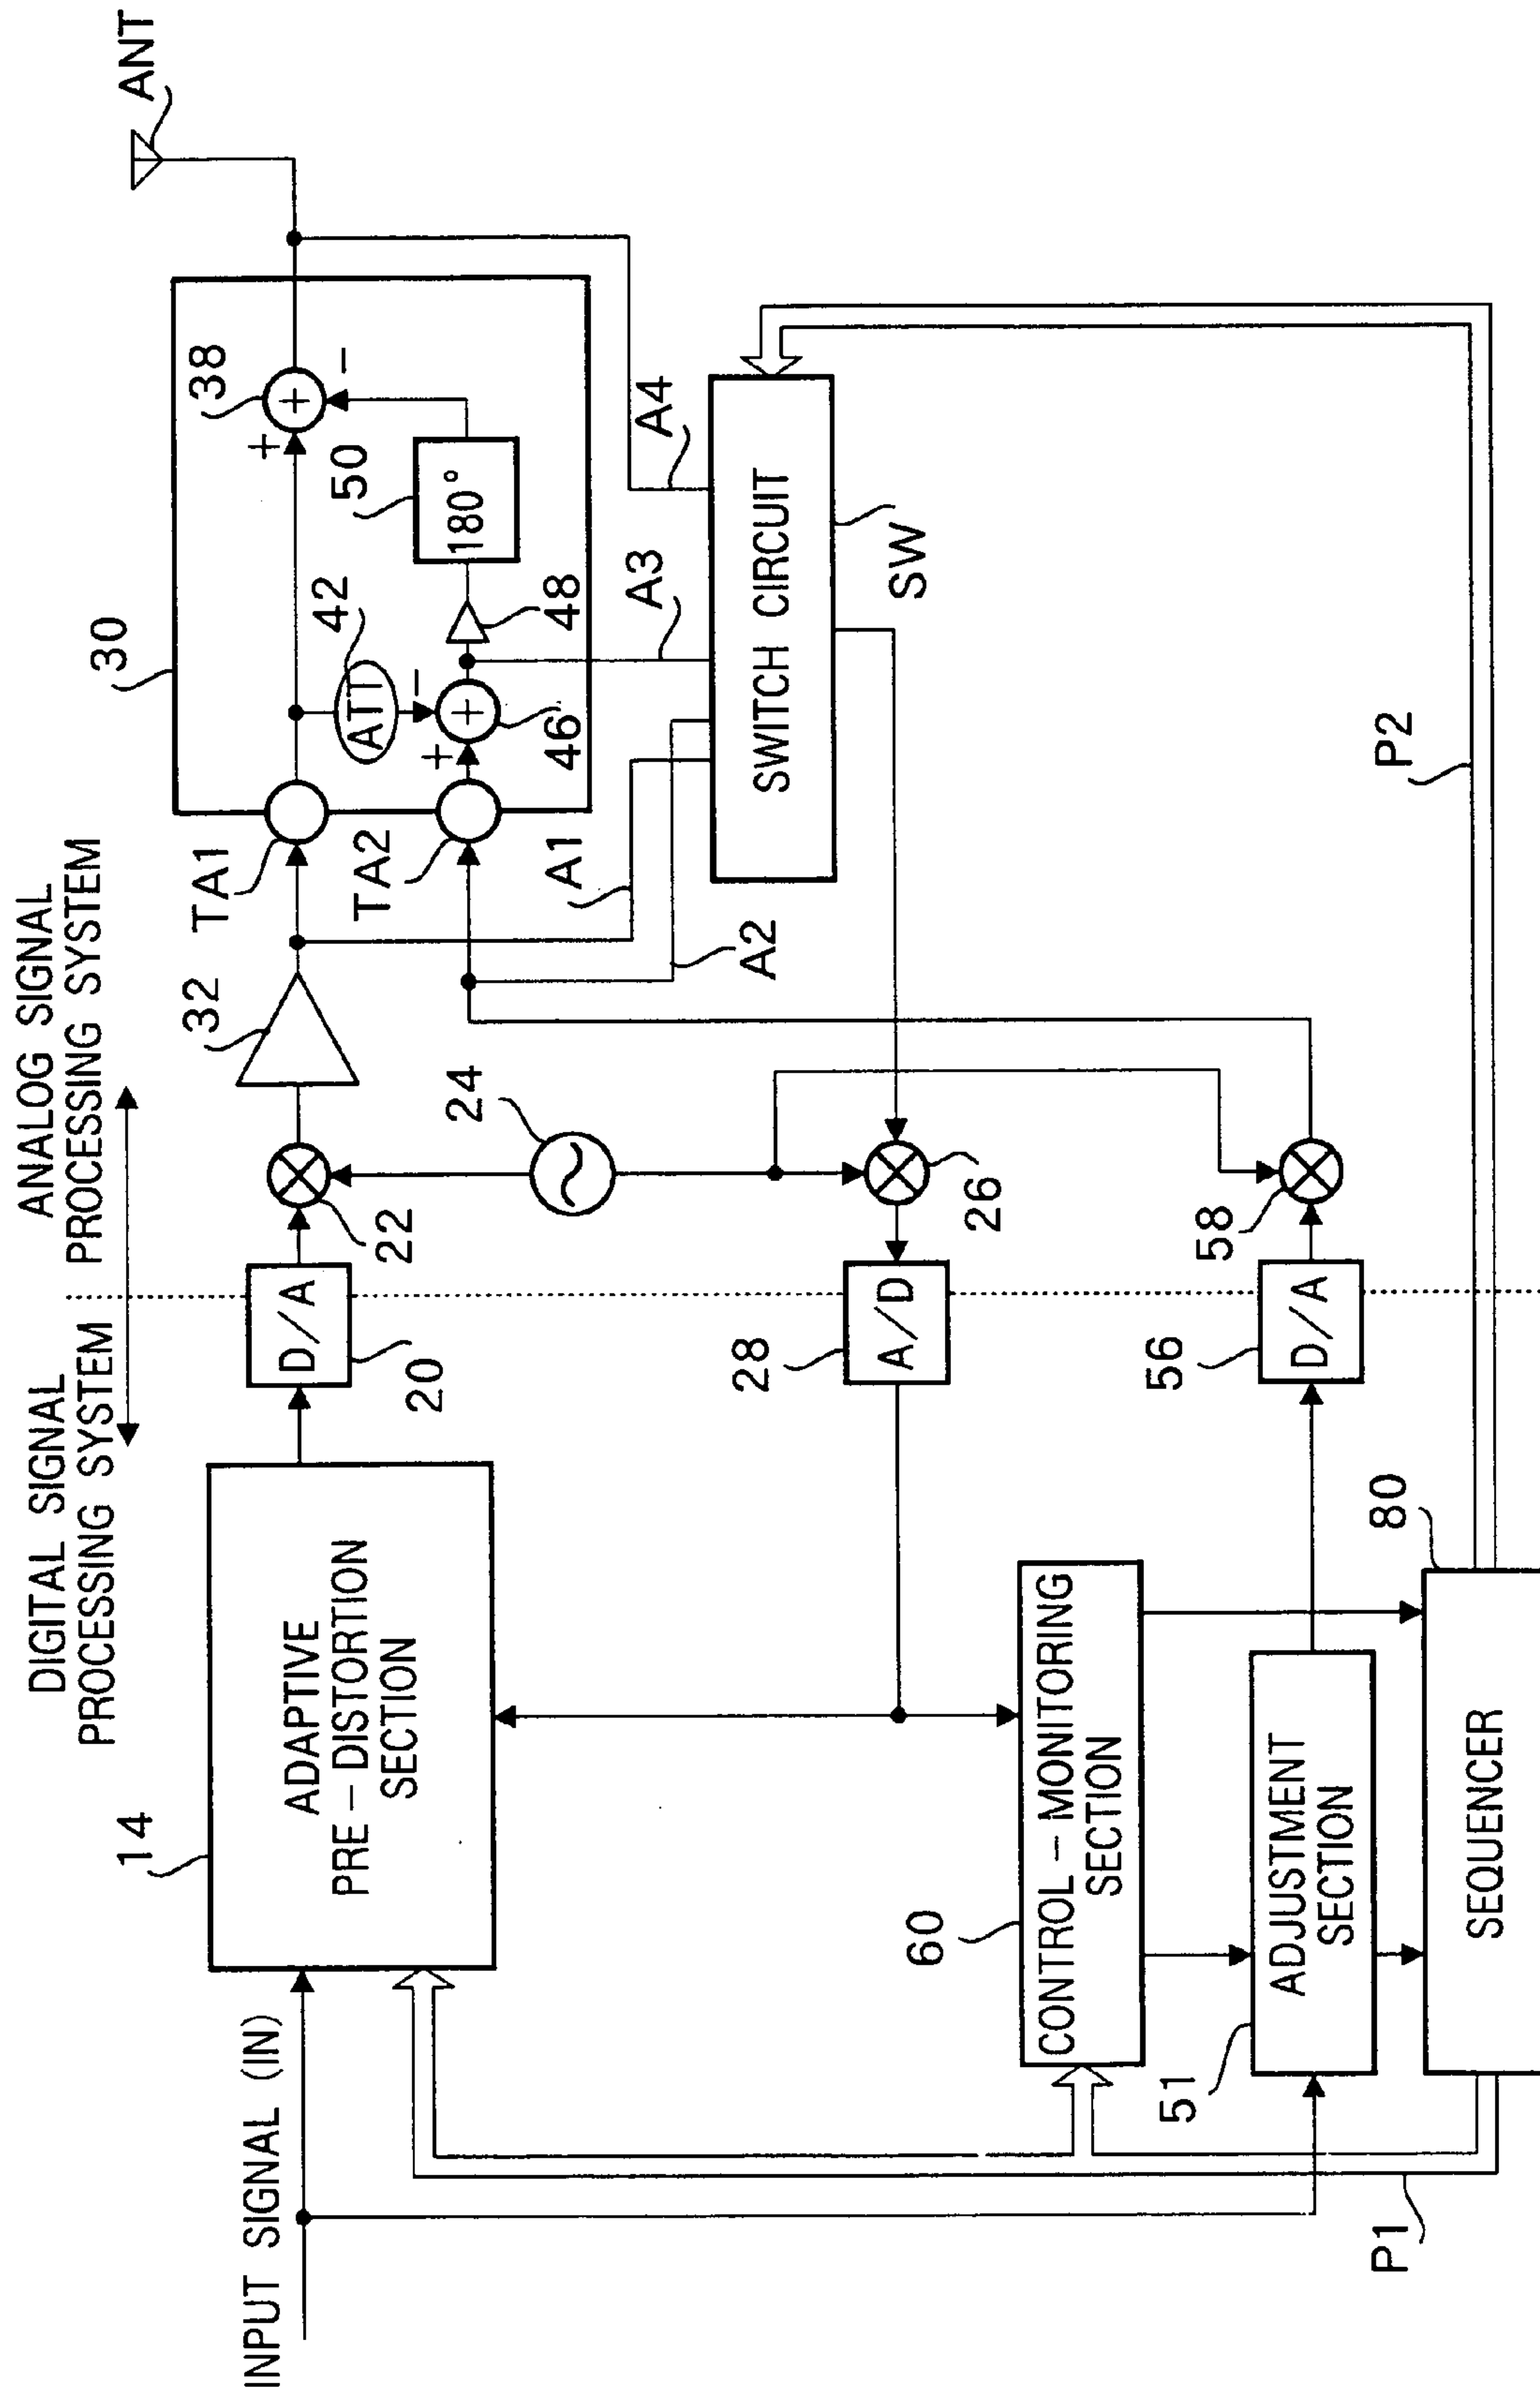 DIGITAL SIGNAL
PROCESSING SYSTEM
ANALOG SIGNAL
PROCESSING SYSTEM
INPUT SIGNAL (IN)
14
ADAPTIVE
PRE-DISTORTION
SECTION
D/A
20
22
32
24
TA1
TA2
30
ATT
42
+
-
+
46
48
180°
50
+
-
+
38
ANT
A1
A2
A3
A4
SWITCH CIRCUIT
SW
26
A/D
28
60
CONTROL-MONITORING
SECTION
51
ADJUSTMENT
SECTION
D/A
56
58
80
SEQUENCER
P1
P2